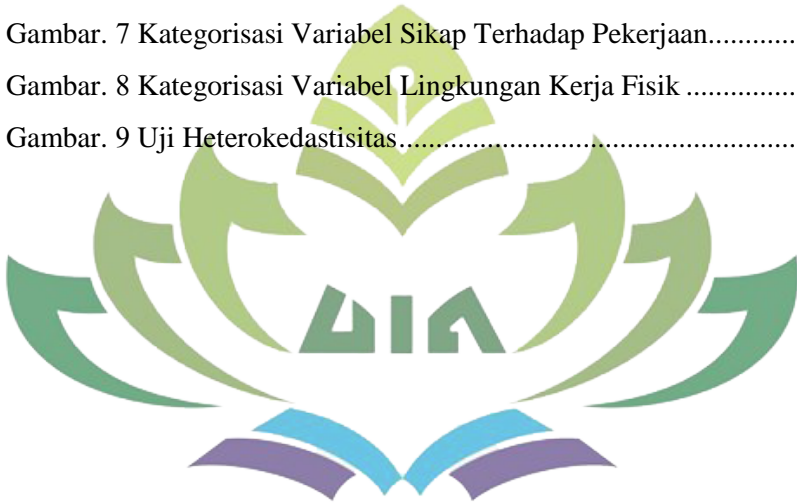 Gambar. 7 Kategorisasi Variabel Sikap Terhadap Pekerjaan............
Gambar. 8 Kategorisasi Variabel Lingkungan Kerja Fisik ...............
Gambar. 9 Uji Heterokedastisitas....................................................
UIN